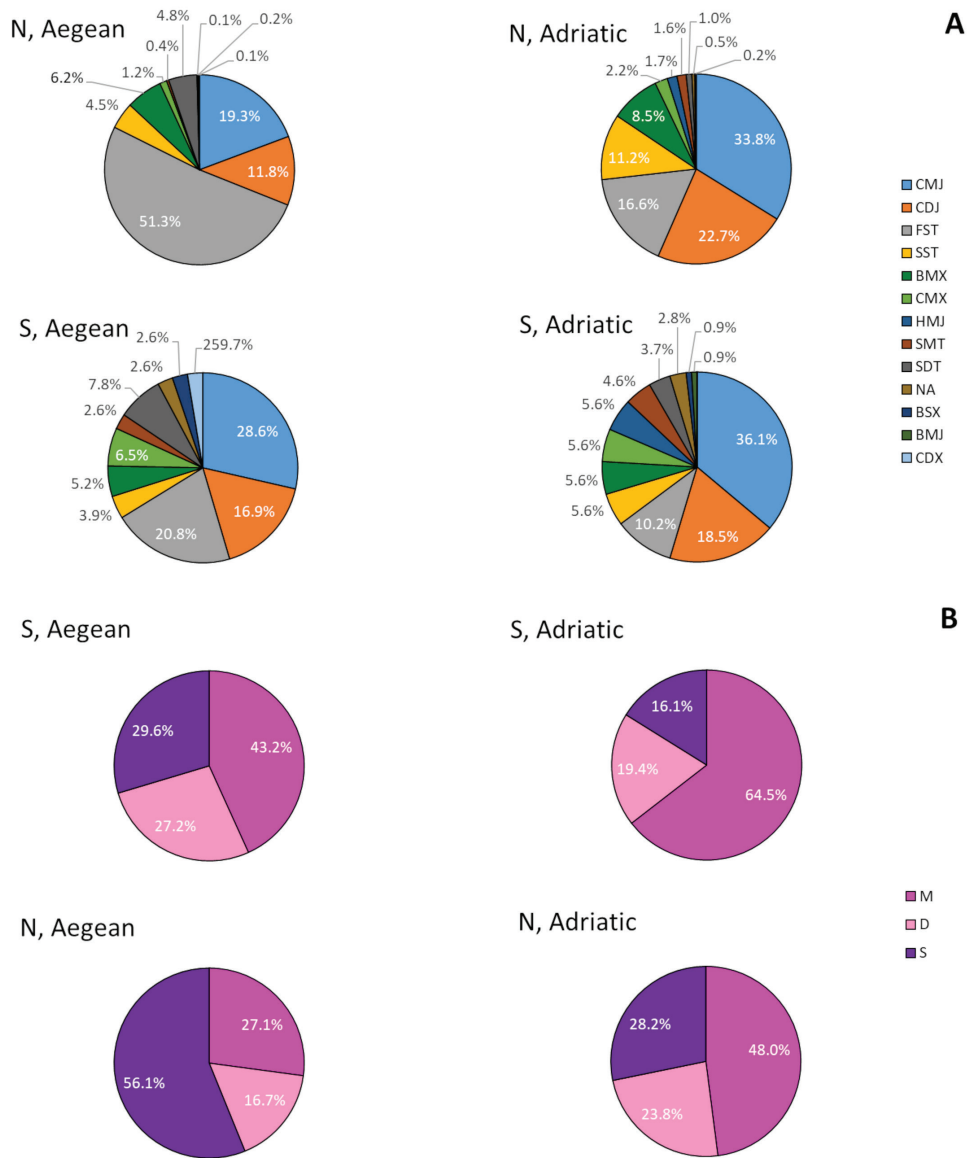 N, Aegean
N, Adriatic
A
4.8%
0.1%
0.2%
0.4%
0.1%
1.2%
6.2%
4.5%
19.3%
11.8%
51.3%
1.0%
1.6%
0.5%
1.7%
0.2%
2.2%
8.5%
11.2%
33.8%
16.6%
22.7%
CMJ
CDJ
FST
SST
BMX
CMX
HMJ
SMT
SDT
NA
BSX
BMJ
CDX
S, Aegean
S, Adriatic
2.6%
259.7%
2.6%
7.8%
2.6%
6.5%
5.2%
3.9%
28.6%
16.9%
20.8%
2.8%
0.9%
3.7%
0.9%
4.6%
5.6%
5.6%
5.6%
5.6%
36.1%
10.2%
18.5%
S, Aegean
S, Adriatic
B
29.6%
43.2%
27.2%
16.1%
19.4%
64.5%
N, Aegean
N, Adriatic
M
D
S
27.1%
56.1%
16.7%
28.2%
48.0%
23.8%